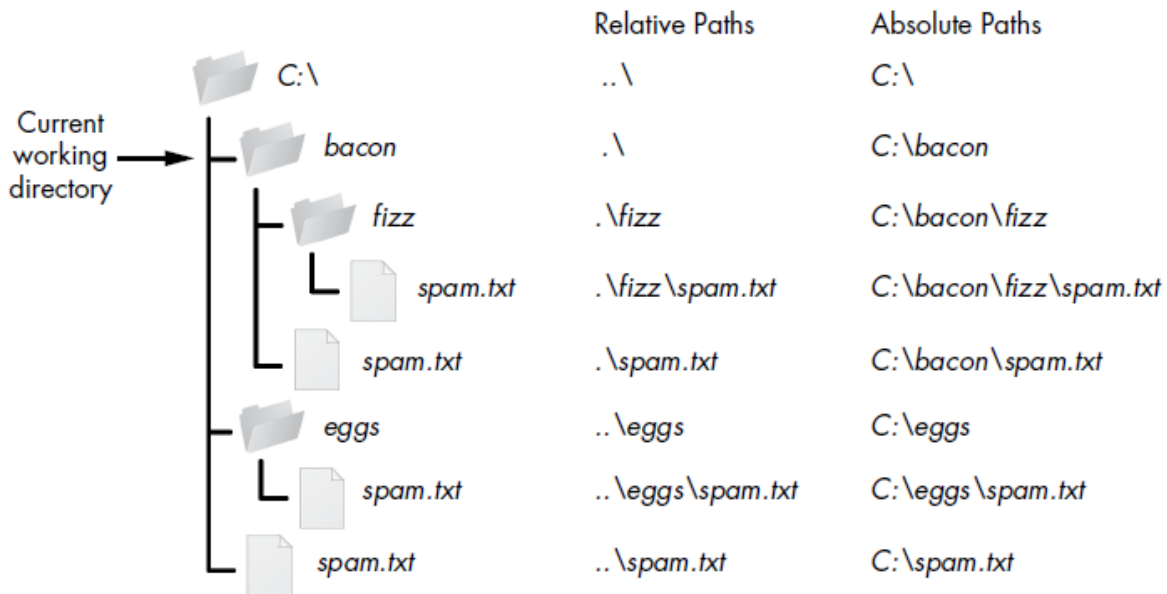 Relative Paths Absolute Paths
C:\ ..\ C:\
Current
working
directory
bacon .\ C:\bacon
fizz .\fizz C:\bacon\fizz
spam.txt .\fizz\spam.txt C:\bacon\fizz\spam.txt
spam.txt .\spam.txt C:\bacon\spam.txt
eggs ..\eggs C:\eggs
spam.txt ..\eggs\spam.txt C:\eggs\spam.txt
spam.txt ..\spam.txt C:\spam.txt